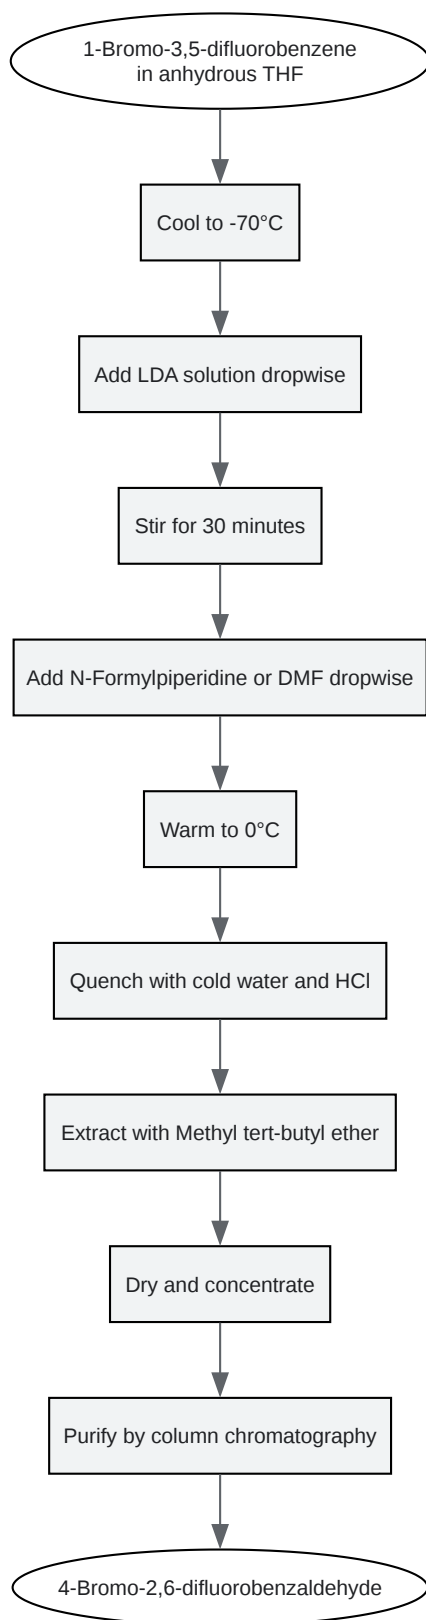 1-Bromo-3,5-difluorobenzene
in anhydrous THF
Cool to -70°C
Add LDA solution dropwise
Stir for 30 minutes
Add N-Formylpiperidine or DMF dropwise
Warm to 0°C
Quench with cold water and HCl
Extract with Methyl tert-butyl ether
Dry and concentrate
Purify by column chromatography
4-Bromo-2,6-difluorobenzaldehyde